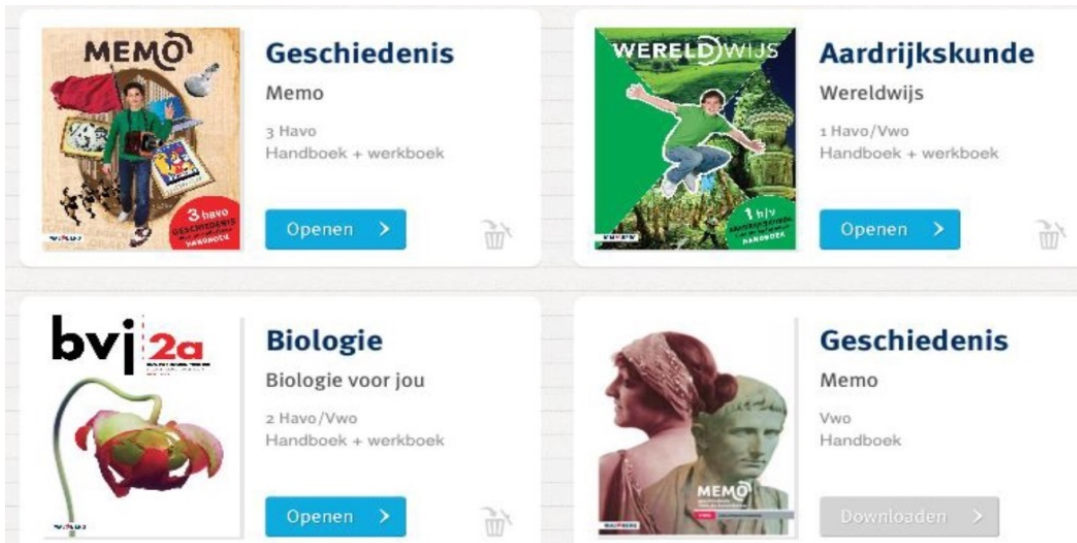 MEMO
3 havo
GESCHIEDENIS
HANDBOEK
Geschiedenis
Memo
3 Havo
Handboek + werkboek
Openen
WERELDWIJS
1 h/v
HANDBOEK
Aardrijkskunde
Wereldwijs
1 Havo/Vwo
Handboek + werkboek
Openen
bvj 2a
Biologie
Biologie voor jou
2 Havo/Vwo
Handboek + werkboek
Openen
MEMO
Geschiedenis
Memo
Vwo
Handboek
Downloaden